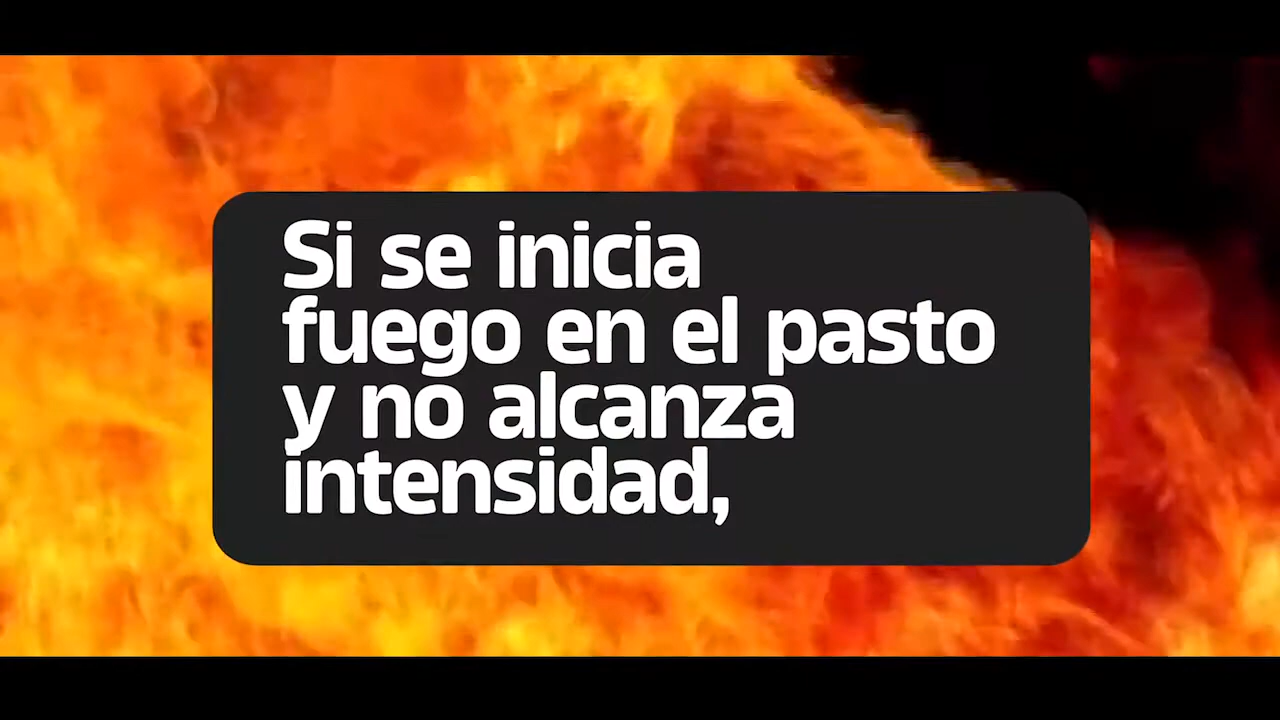 Si se inicia
fuego en el pasto
y no alcanza
intensidad,